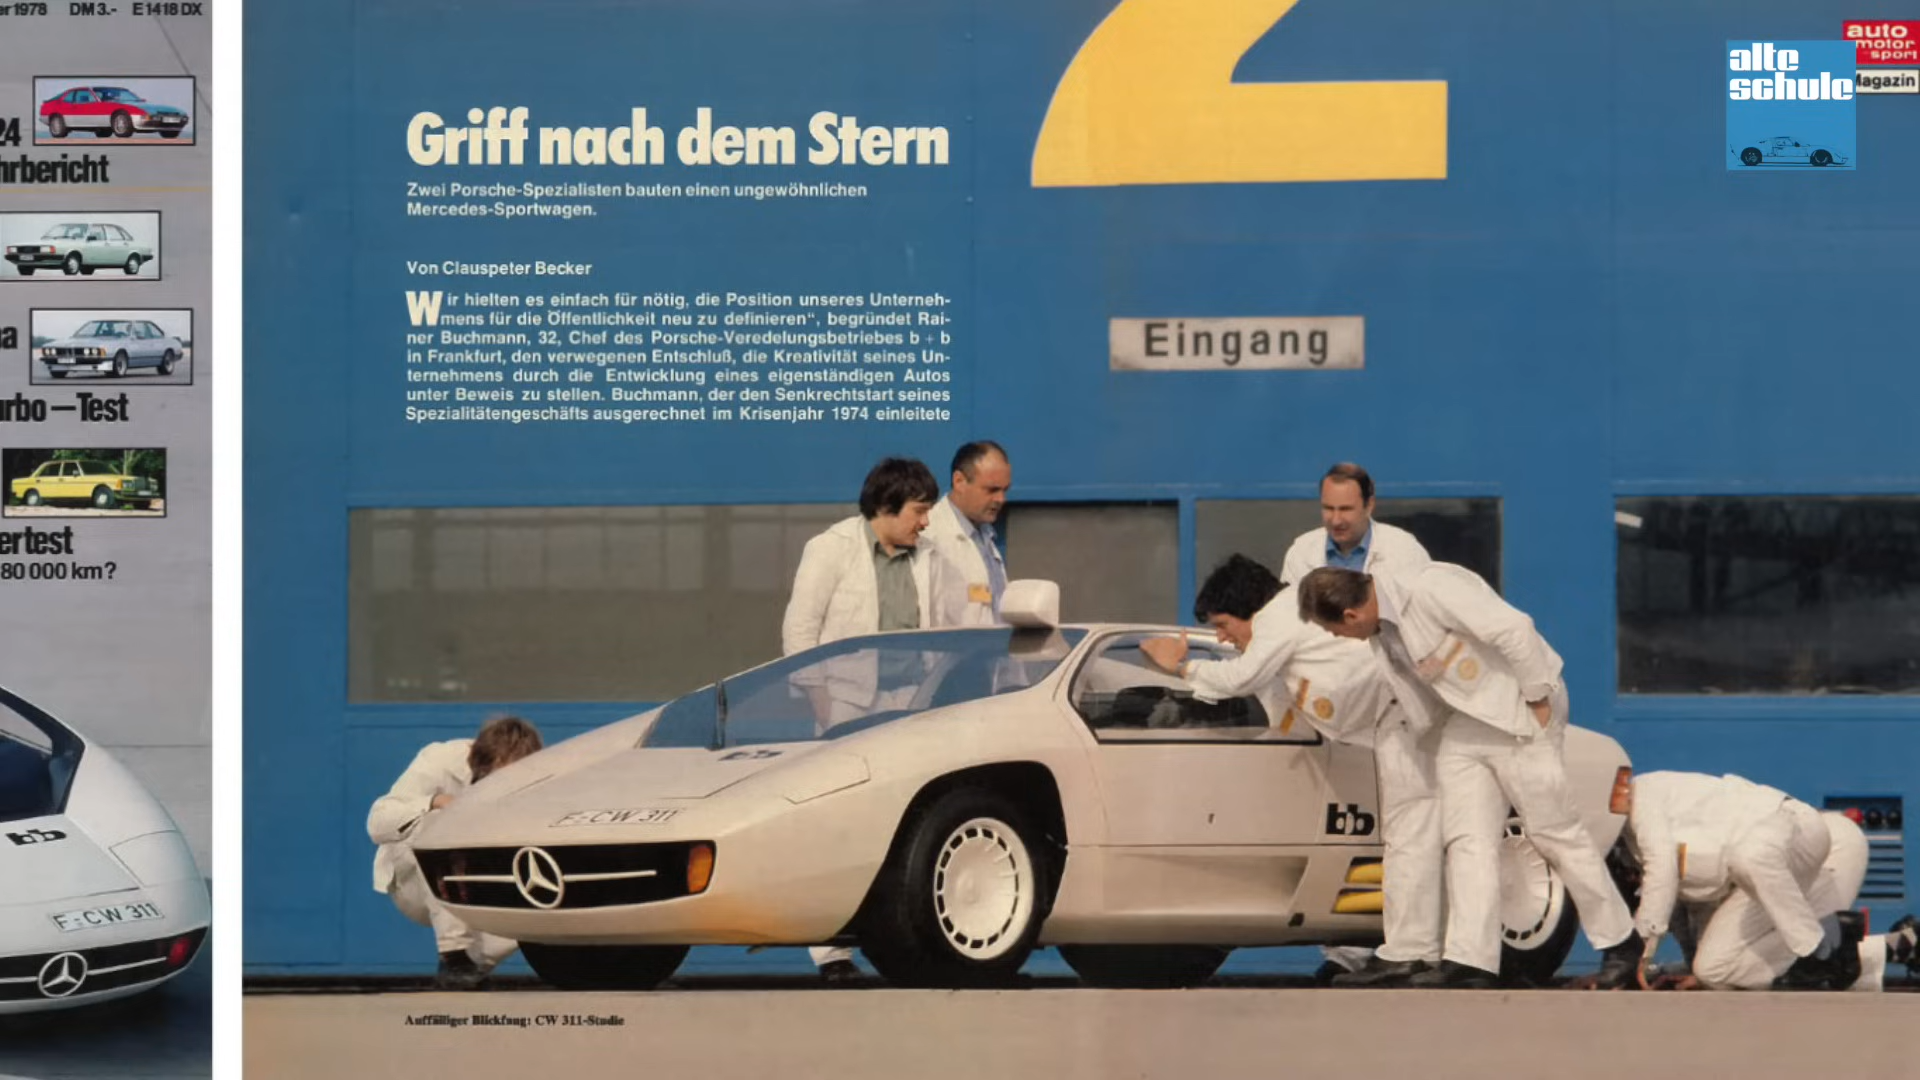 er 1978 DM 3.- E 1418 DX
24
hrbericht
a
rbo – Test
ertest
80 000 km?
bb
F-CW 311
Griff nach dem Stern
Zwei Porsche-Spezialisten bauten einen ungewöhnlichen
Mercedes-Sportwagen.
Von Clauspeter Becker
Wir hielten es einfach für nötig, die Position unseres Unterneh-
mens für die Öffentlichkeit neu zu definieren“, begründet Rai-
ner Buchmann, 32, Chef des Porsche-Veredelungsbetriebes b + b
in Frankfurt, den verwegenen Entschluß, die Kreativität seines Un-
ternehmens durch die Entwicklung eines eigenständigen Autos
unter Beweis zu stellen. Buchmann, der den Senkrechtstart seines
Spezialitätengeschäfts ausgerechnet im Krisenjahr 1974 einleitete
2
Eingang
auto
motor
sport
Magazin
alte
schule
bb
F-CW 311
bb
Auffälliger Blickfang: CW 311-Studie